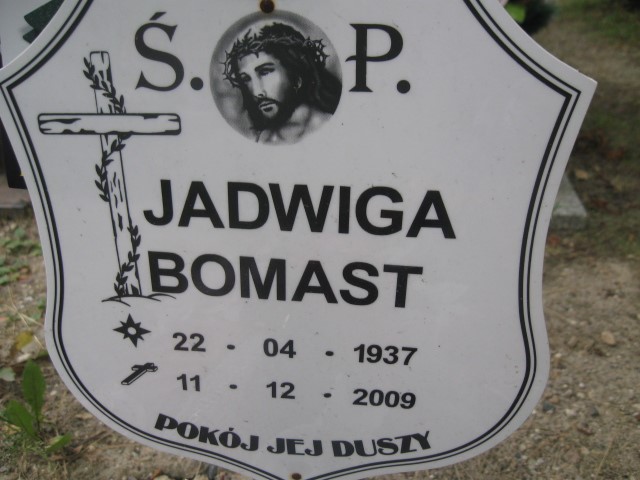 Ś. P.
JADWIGA
BOMAST
22 - 04 - 1937
11 - 12 - 2009
POKÓJ JEJ DUSZY